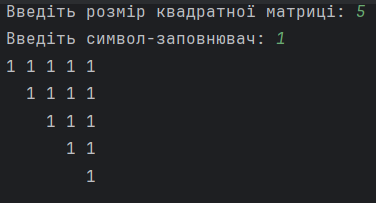 Введіть розмір квадратної матриці: 5
Введіть символ-заповнювач: 1
1 1 1 1 1
  1 1 1 1
    1 1 1
      1 1
        1